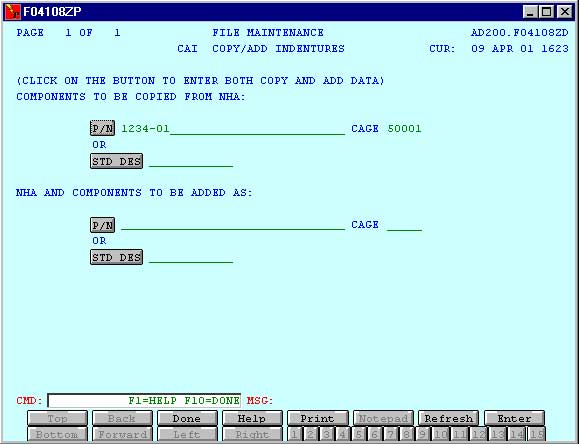 F04108ZP
PAGE 1 OF 1 FILE MAINTENANCE AD200.F04108ZD
CAI COPY/ADD INDENTURES CUR: 09 APR 01 1623
(CLICK ON THE BUTTON TO ENTER BOTH COPY AND ADD DATA)
COMPONENTS TO BE COPIED FROM NHA:
P/N 1234-01 CAGE 50001
OR
STD DES
NHA AND COMPONENTS TO BE ADDED AS:
P/N CAGE
OR
STD DES
CMD: F1=HELP F10=DONE MSG:
Top Back Done Help Print Notepad Refresh Enter
Bottom Forward Left Right 1 2 3 4 5 6 7 8 9 10 11 12 13 14 15